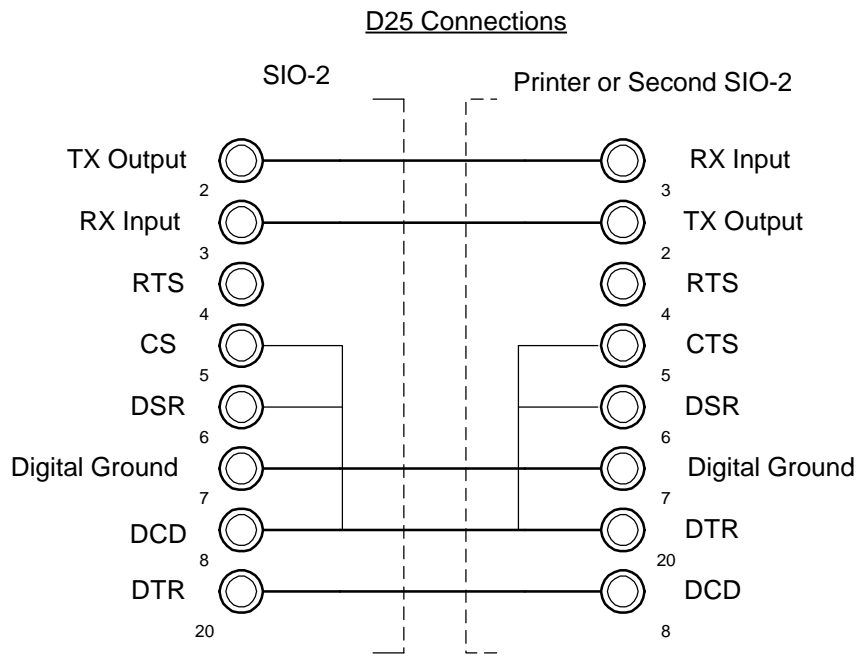 D25 Connections
SIO-2
Printer or Second SIO-2
TX Output
2
RX Input
3
RX Input
3
TX Output
2
RTS
4
RTS
4
CS
5
CTS
5
DSR
6
DSR
6
Digital Ground
7
Digital Ground
7
DCD
8
DTR
20
DTR
20
DCD
8